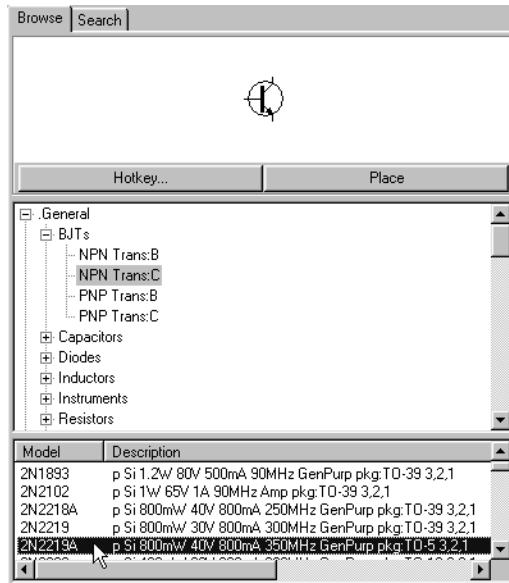 Browse Search
Hotkey... Place
.General
BJTs
NPN Trans:B
NPN Trans:C
PNP Trans:B
PNP Trans:C
Capacitors
Diodes
Inductors
Instruments
Resistors
Model Description
2N1893 p Si 1.2W 80V 500mA 90MHz GenPurp pkg:TO-39 3,2,1
2N2102 p Si 1W 65V 1A 90MHz Amp pkg:TO-39 3,2,1
2N2218A p Si 800mW 40V 800mA 250MHz GenPurp pkg:TO-39 3,2,1
2N2219 p Si 800mW 30V 800mA 300MHz GenPurp pkg:TO-39 3,2,1
2N2219A p Si 800mW 40V 800mA 350MHz GenPurp pkg:TO-5 3,2,1